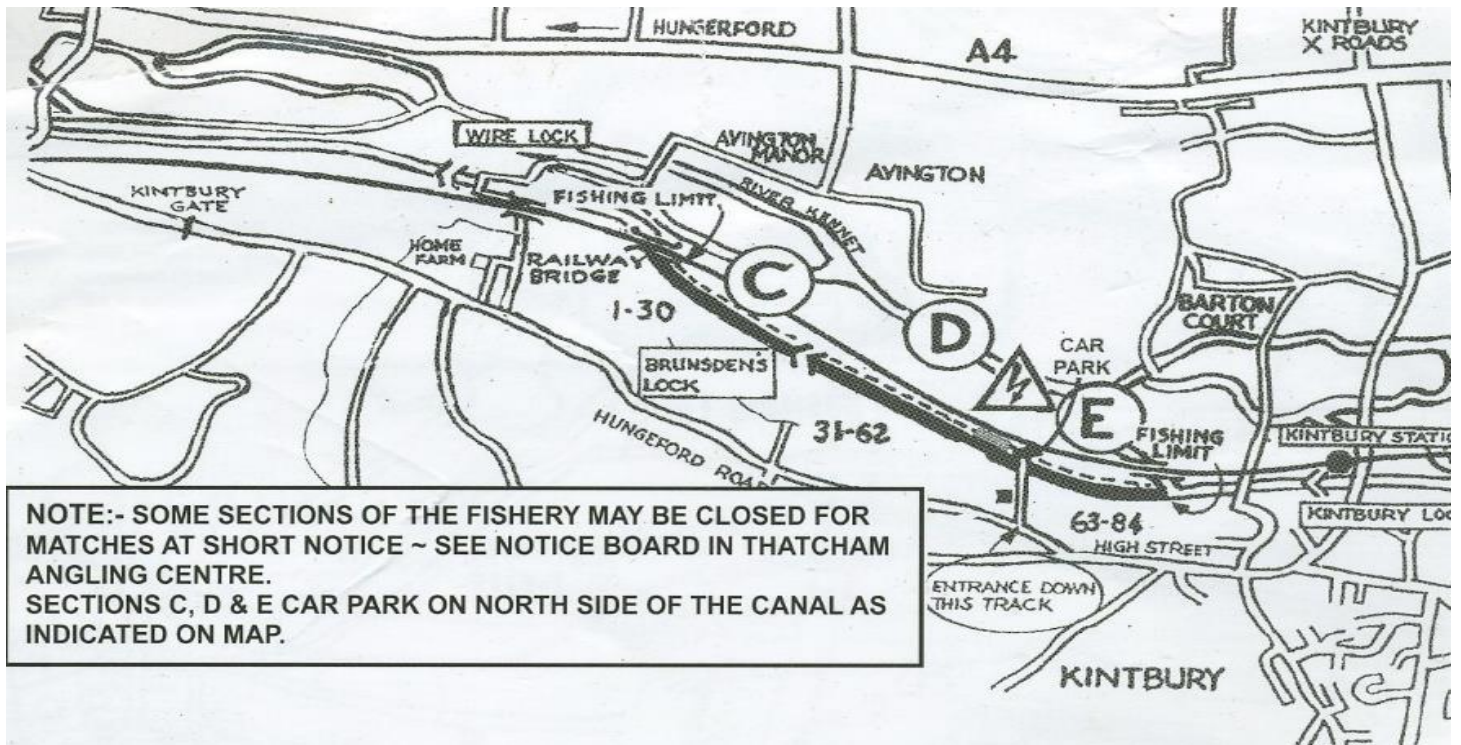 HUNGERFORD
A4
KINTBURY
X ROADS
WIRE LOCK
AVINGTON
MANOR
AVINGTON
KINTBURY
GATE
FISHING LIMIT
RIVER KENNET
HOME
FARM
RAILWAY
BRIDGE
C
1-30
D
BARTON
COURT
CAR
PARK
BRUNSDEN'S
LOCK
E
31-62
FISHING
LIMIT
KINTBURY STATIO
HUNGEFORD ROAD
KINTBURY LOC
63-84
HIGH STREET
NOTE:- SOME SECTIONS OF THE FISHERY MAY BE CLOSED FOR
MATCHES AT SHORT NOTICE ~ SEE NOTICE BOARD IN THATCHAM
ANGLING CENTRE.
SECTIONS C, D & E CAR PARK ON NORTH SIDE OF THE CANAL AS
INDICATED ON MAP.
ENTRANCE DOWN
THIS TRACK
KINTBURY